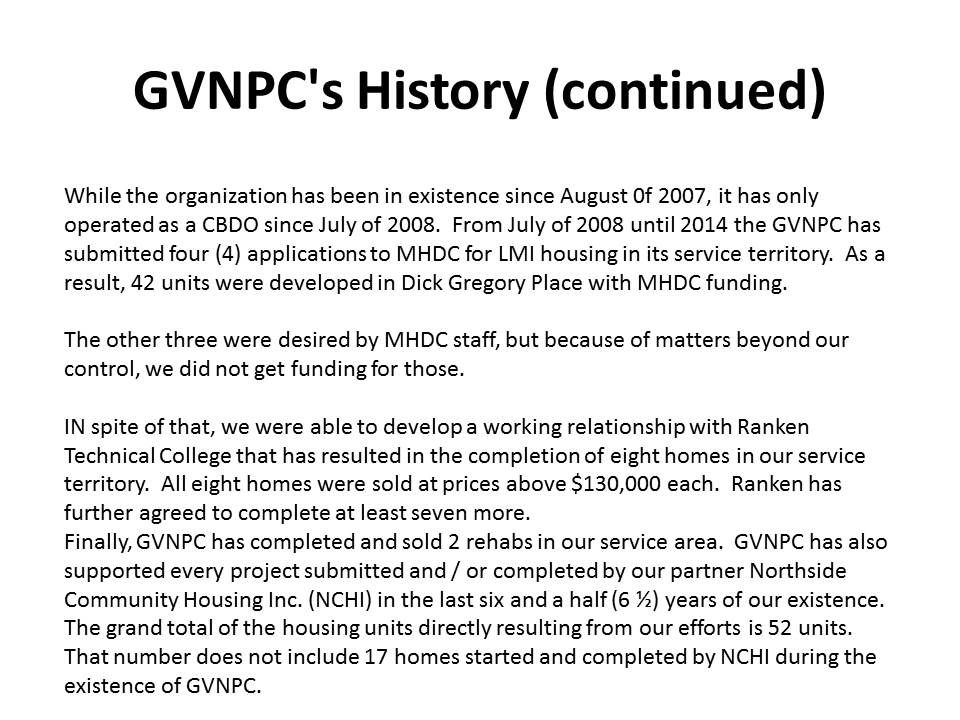 GVNPC's History (continued)
While the organization has been in existence since August 0f 2007, it has only
operated as a CBDO since July of 2008.  From July of 2008 until 2014 the GVNPC has
submitted four (4) applications to MHDC for LMI housing in its service territory.  As a
result, 42 units were developed in Dick Gregory Place with MHDC funding.
The other three were desired by MHDC staff, but because of matters beyond our
control, we did not get funding for those.
IN spite of that, we were able to develop a working relationship with Ranken
Technical College that has resulted in the completion of eight homes in our service
territory.  All eight homes were sold at prices above $130,000 each.  Ranken has
further agreed to complete at least seven more.
Finally, GVNPC has completed and sold 2 rehabs in our service area.  GVNPC has also
supported every project submitted and / or completed by our partner Northside
Community Housing Inc. (NCHI) in the last six and a half (6 ½) years of our existence.
The grand total of the housing units directly resulting from our efforts is 52 units.
That number does not include 17 homes started and completed by NCHI during the
existence of GVNPC.